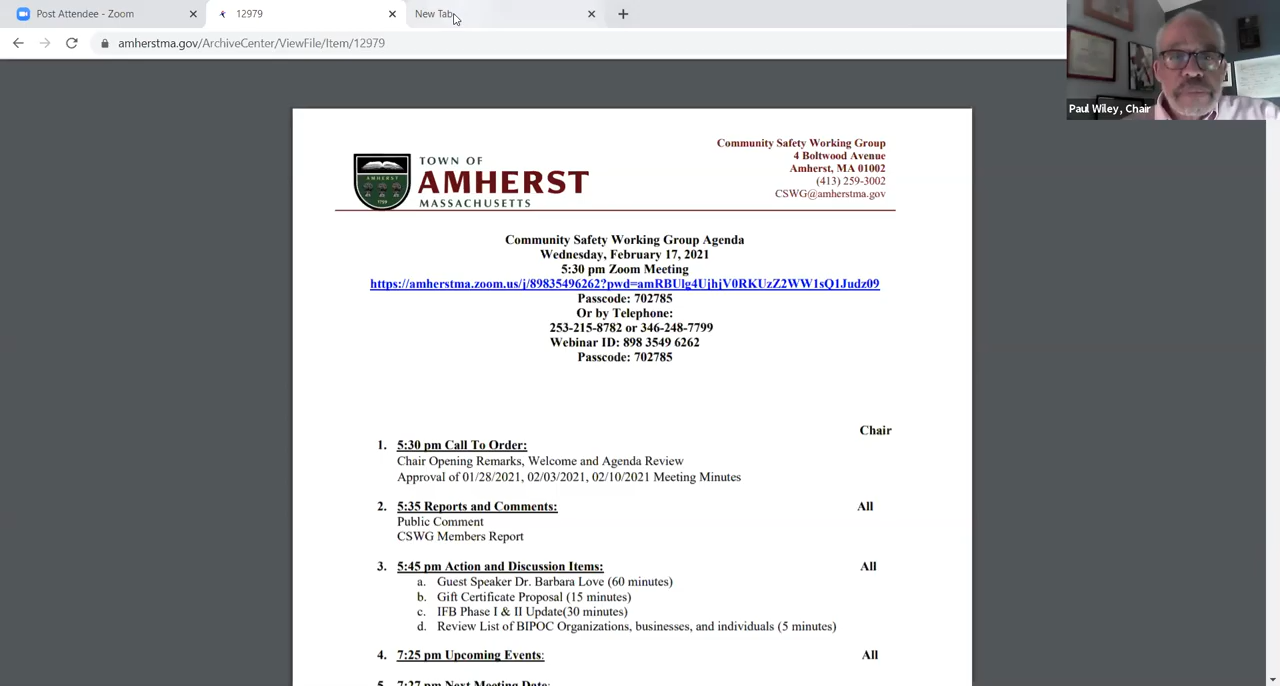 Post Attendee - Zoom
12979
New Tab
amherstma.gov/ArchiveCenter/ViewFile/Item/12979
Paul Wiley, Chair
Community Safety Working Group
4 Boltwood Avenue
Amherst, MA 01002
(413) 259-3002
CSWG@amherstma.gov
TOWN OF
AMHERST
MASSACHUSETTS
Community Safety Working Group Agenda
Wednesday, February 17, 2021
5:30 pm Zoom Meeting
https://amherstma.zoom.us/j/89835496262?pwd=amRBUlg4UjhjV0RKUzZ2WW1sQ1Judz09
Passcode: 702785
Or by Telephone:
253-215-8782 or 346-248-7799
Webinar ID: 898 3549 6262
Passcode: 702785
Chair
1. 5:30 pm Call To Order:
Chair Opening Remarks, Welcome and Agenda Review
Approval of 01/28/2021, 02/03/2021, 02/10/2021 Meeting Minutes
2. 5:35 Reports and Comments: All
Public Comment
CSWG Members Report
3. 5:45 pm Action and Discussion Items: All
a. Guest Speaker Dr. Barbara Love (60 minutes)
b. Gift Certificate Proposal (15 minutes)
c. IFB Phase I & II Update(30 minutes)
d. Review List of BIPOC Organizations, businesses, and individuals (5 minutes)
4. 7:25 pm Upcoming Events: All
5. 7:27 pm Next Meeting Date: